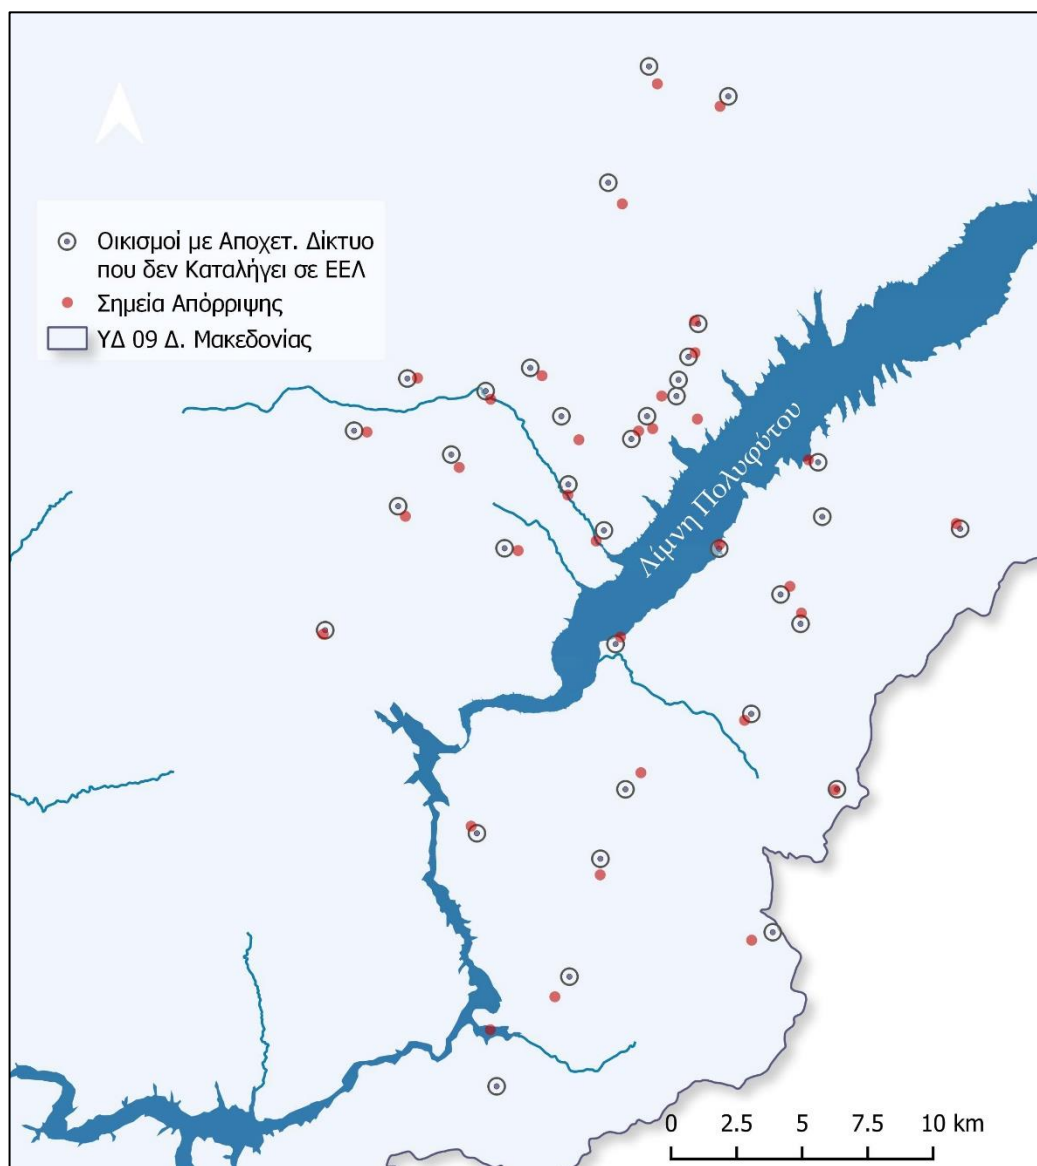 Οικισμοί με Αποχετ. Δίκτυο
που δεν Καταλήγει σε ΕΕΛ
Σημεία Απόρριψης
ΥΔ 09 Δ. Μακεδονίας
Λίμνη Πολυφύτου
0 2.5 5 7.5 10 km